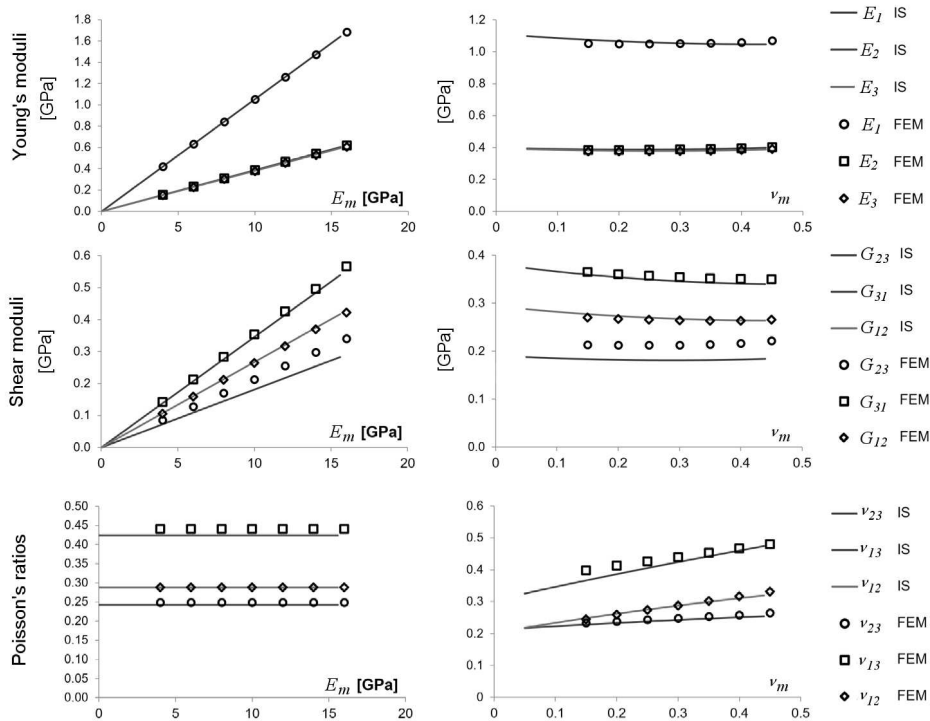 Young's moduli
[GPa]
1.8
1.6
1.4
1.2
1.0
0.8
0.6
0.4
0.2
0.0
0
5
10
15
20
E_m [GPa]
[GPa]
1.2
1.0
0.8
0.6
0.4
0.2
0
0
0.1
0.2
0.3
0.4
0.5
ν_m
E_1 IS
E_2 IS
E_3 IS
E_1 FEM
E_2 FEM
E_3 FEM
Shear moduli
[GPa]
0.6
0.5
0.4
0.3
0.2
0.1
0.0
0
5
10
15
20
E_m [GPa]
[GPa]
0.4
0.3
0.2
0.1
0
0
0.1
0.2
0.3
0.4
0.5
ν_m
G_23 IS
G_31 IS
G_12 IS
G_23 FEM
G_31 FEM
G_12 FEM
Poisson's ratios
0.50
0.45
0.40
0.35
0.30
0.25
0.25
0.15
0.10
0.05
0.00
0
5
10
15
20
E_m [GPa]
0.6
0.5
0.4
0.3
0.2
0.1
0
0
0.1
0.2
0.3
0.4
0.5
ν_m
ν_23 IS
ν_13 IS
ν_12 IS
ν_23 FEM
ν_13 FEM
ν_12 FEM